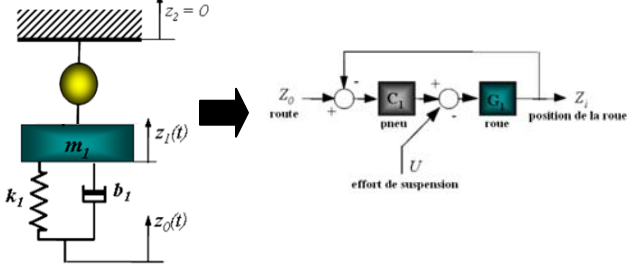 z₂ = 0
m₁
z₁(t)
k₁
b₁
z₀(t)
Z₀
route
+
-
C₁
pneu
+
-
G₁
roue
Zᵢ
position de la roue
U
effort de suspension